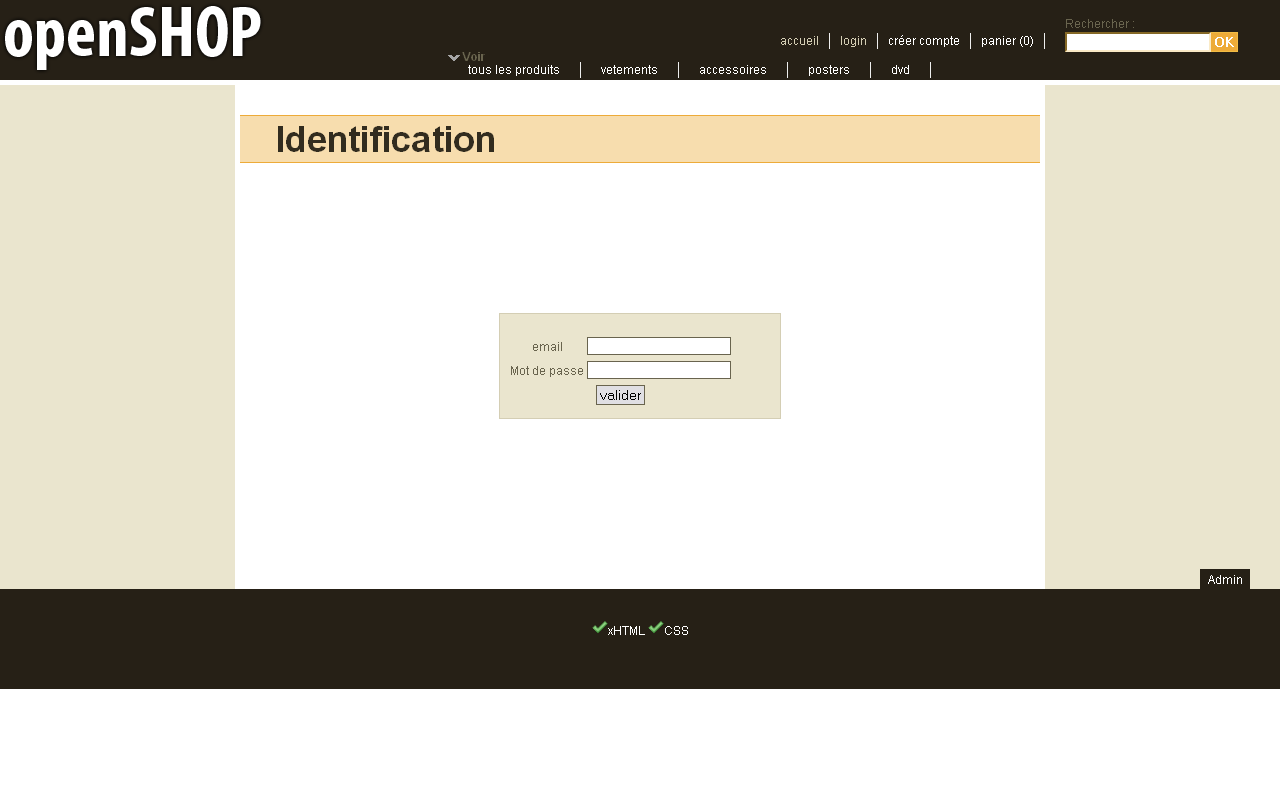 openSHOP
Rechercher :
accueil login créer compte panier (0) OK
Voir
tous les produits vetements accessoires posters dvd
Identification
email
Mot de passe
valider
Admin
xHTML CSS